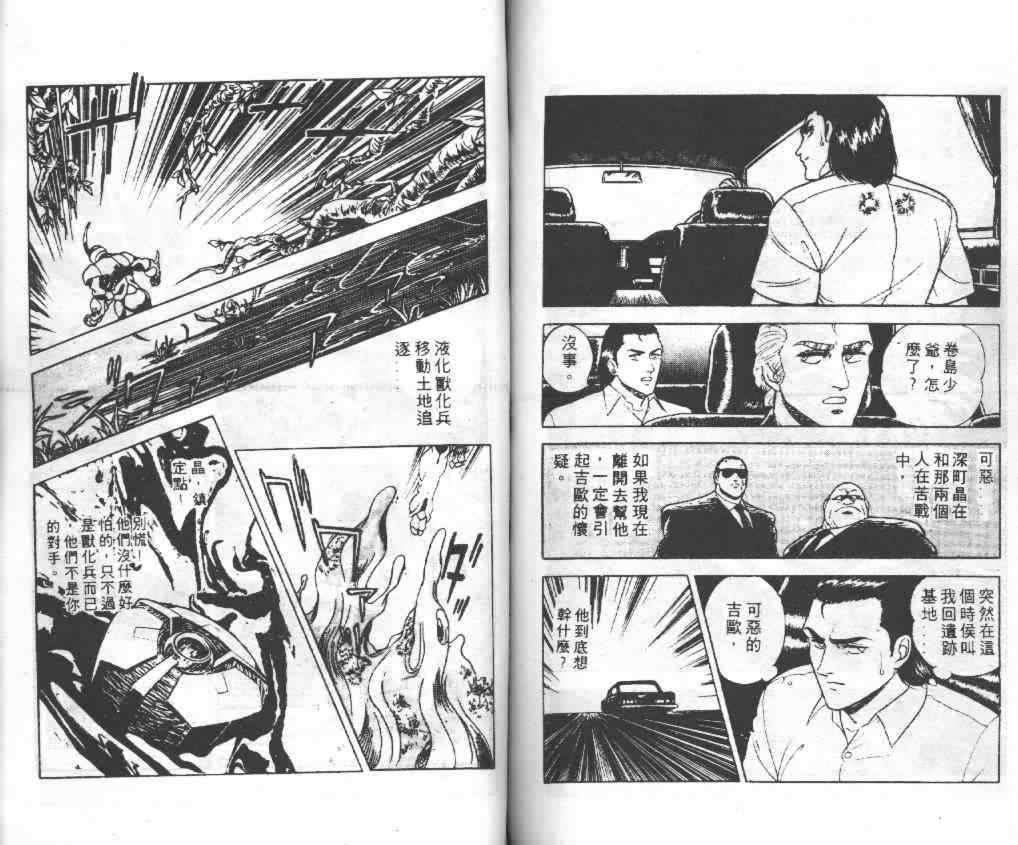 卷島少
爺，怎
麼了？
沒事。
可惡…
深町晶在
和那兩個
人在苦戰
中，
如果我現在
離開去幫他
，一定會引
起吉歐的懷
疑。
突然在這
個時侯叫
我回遺跡
基地…
可惡的
吉歐，
他到底想
幹什麼？
液化獸化兵
移動土地追
逐…
晶，鎮
定點！
別慌！
他們沒什麼好
怕的，只不過
是獸化兵而已
，他們不是你
的對手。